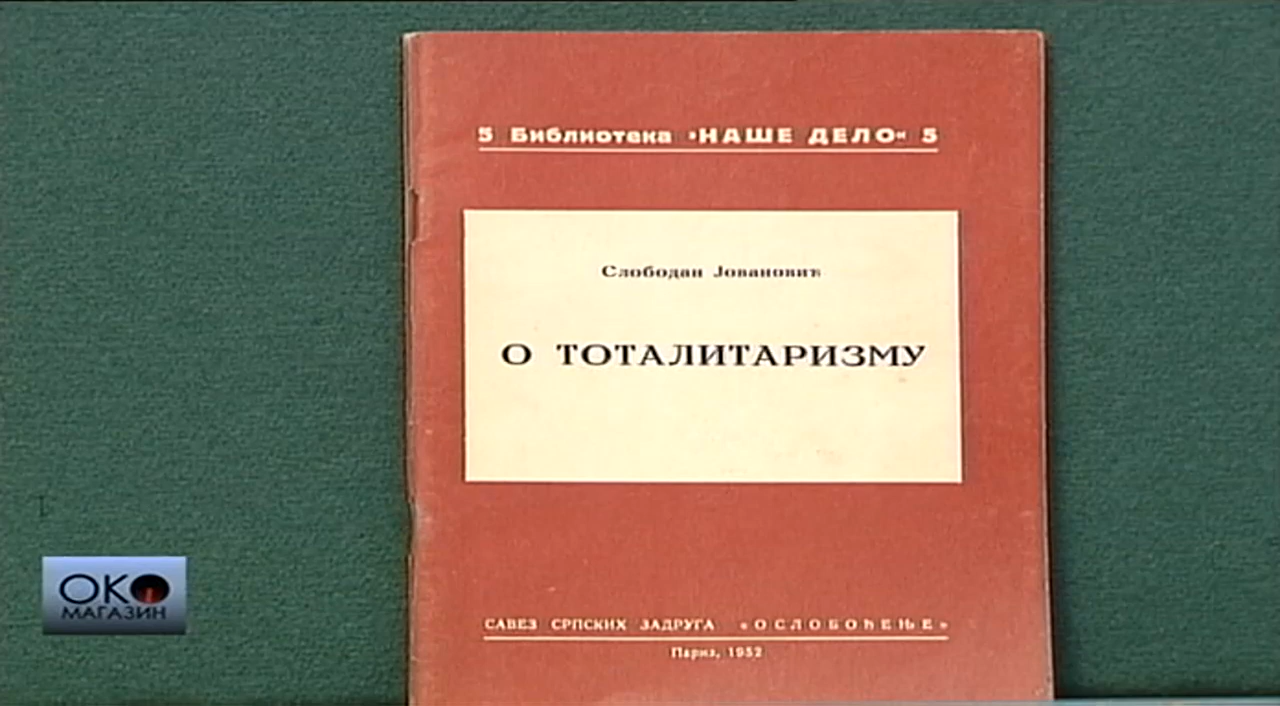 5 Библиотека »НАШЕ ДЕЛО« 5
Слободан Јовановић
О ТОТАЛИТАРИЗМУ
САВЕЗ СРПСКИХ ЗАДРУГА «ОСЛОБОЂЕЊЕ»
Париз, 1952
ОКО
МАГАЗИН